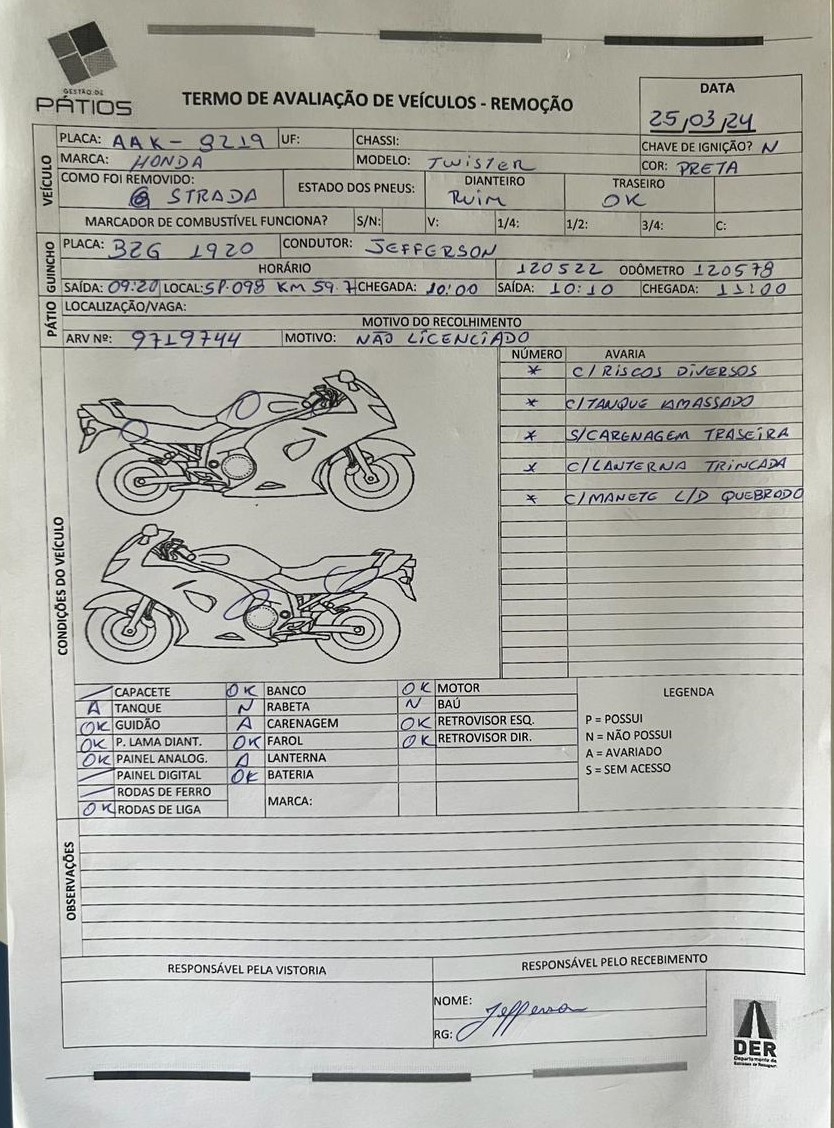 GESTÃO DE
PÁTIOS
TERMO DE AVALIAÇÃO DE VEÍCULOS - REMOÇÃO
DATA
25/03/24
VEÍCULO
PLACA: AAK-9219 UF: CHASSI: CHAVE DE IGNIÇÃO? N
MARCA: HONDA MODELO: TWISTER COR: PRETA
COMO FOI REMOVIDO: STRADA ESTADO DOS PNEUS: DIANTEIRO RUIM TRASEIRO OK
MARCADOR DE COMBUSTÍVEL FUNCIONA? S/N: V: 1/4: 1/2: 3/4: C:
GUINCHO
PLACA: BZG 1920 CONDUTOR: JEFFERSON
HORÁRIO 120522 ODÔMETRO 120578
SAÍDA: 09:20 LOCAL: SP-098 KM 59.7 CHEGADA: 10:00 SAÍDA: 10:10 CHEGADA: 11:00
PÁTIO
LOCALIZAÇÃO/VAGA:
MOTIVO DO RECOLHIMENTO
ARV Nº: 9719744 MOTIVO: NÃO LICENCIADO
CONDIÇÕES DO VEÍCULO
NÚMERO AVARIA
* C/RISCOS DIVERSOS
* C/TANQUE AMASSADO
* S/CARENAGEM TRASEIRA
* C/LANTERNA TRINCADA
* C/MANETE L/D QUEBRADO
CAPACETE OK BANCO OK MOTOR
A TANQUE N RABETA N BAÚ
OK GUIDÃO A CARENAGEM OK RETROVISOR ESQ.
OK P. LAMA DIANT. OK FAROL OK RETROVISOR DIR.
OK PAINEL ANALOG. A LANTERNA
PAINEL DIGITAL OK BATERIA
RODAS DE FERRO
OK RODAS DE LIGA MARCA:
LEGENDA
P = POSSUI
N = NÃO POSSUI
A = AVARIADO
S = SEM ACESSO
OBSERVAÇÕES
RESPONSÁVEL PELA VISTORIA RESPONSÁVEL PELO RECEBIMENTO
NOME: Jefferson
RG:
DER
Departamento de